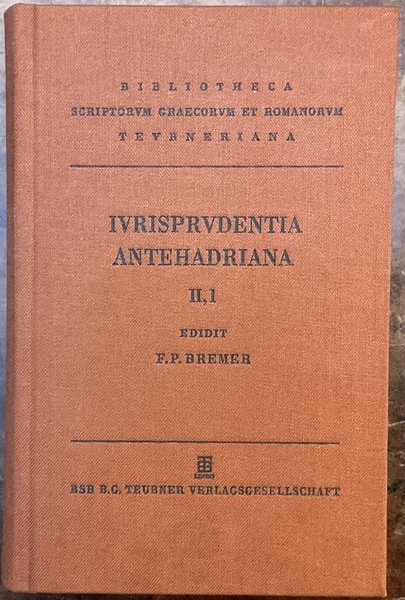 BIBLIOTHECA
SCRIPTORVM GRAECORVM ET ROMANORVM
TEVBNERIANA
IVRISPRVDENTIA
ANTEHADRIANA
II,1
EDIDIT
F.P. BREMER
BSB B.G. TEUBNER VERLAGSGESELLSCHAFT